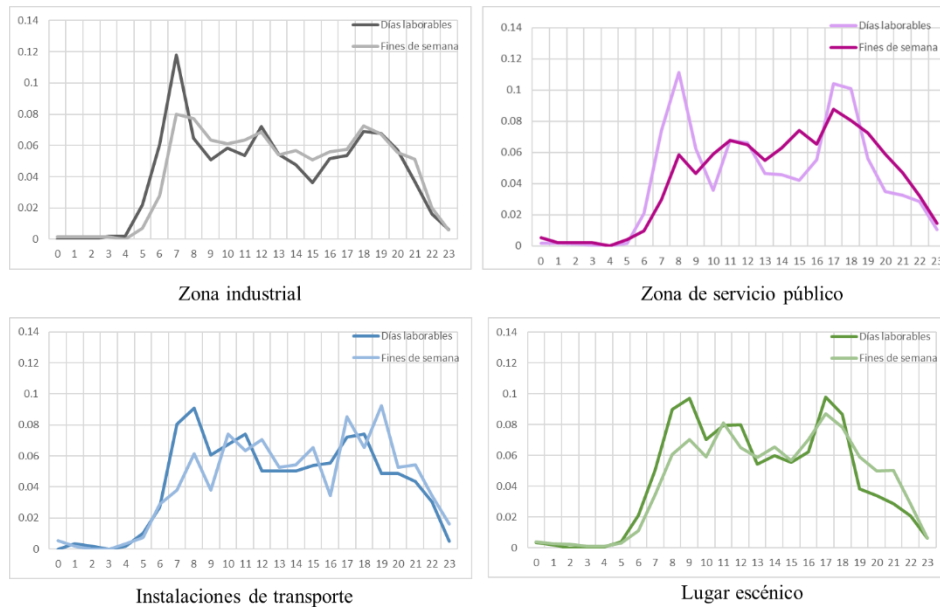 0.14
0.12
0.1
0.08
0.06
0.04
0.02
0
Días laborables
Fines de semana
0 1 2 3 4 5 6 7 8 9 10 11 12 13 14 15 16 17 18 19 20 21 22 23
Zona industrial
0.14
0.12
0.1
0.08
0.06
0.04
0.02
0
Días laborables
Fines de semana
0 1 2 3 4 5 6 7 8 9 10 11 12 13 14 15 16 17 18 19 20 21 22 23
Zona de servicio público
0.14
0.12
0.1
0.08
0.06
0.04
0.02
0
Días laborables
Fines de semana
0 1 2 3 4 5 6 7 8 9 10 11 12 13 14 15 16 17 18 19 20 21 22 23
Instalaciones de transporte
0.14
0.12
0.1
0.08
0.06
0.04
0.02
0
Días laborables
Fines de semana
0 1 2 3 4 5 6 7 8 9 10 11 12 13 14 15 16 17 18 19 20 21 22 23
Lugar escénico